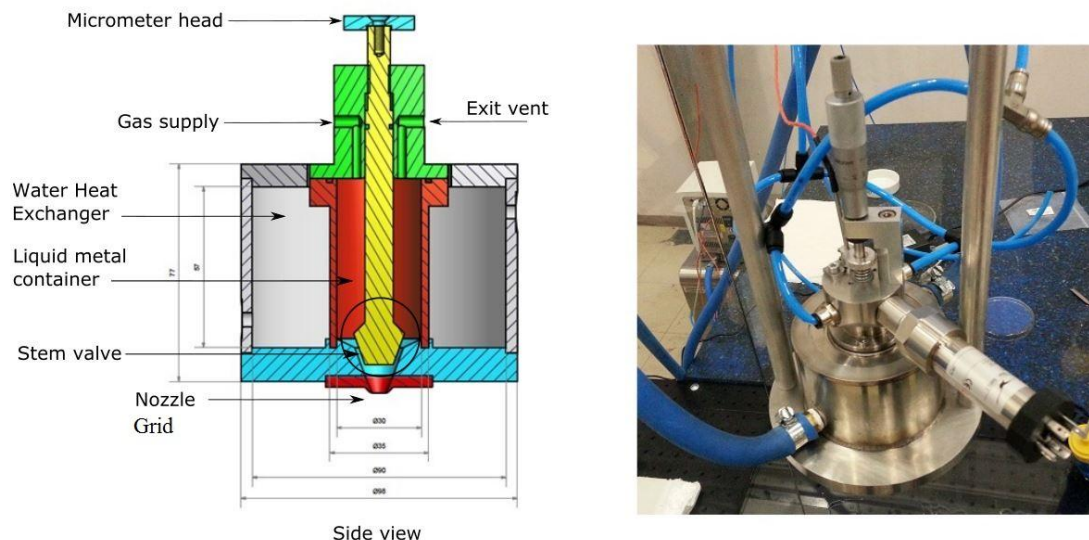 Micrometer head
Gas supply
Exit vent
Water Heat
Exchanger
Liquid metal
container
77
57
Stem valve
Nozzle
Grid
Ø30
Ø35
Ø90
Ø98
Side view